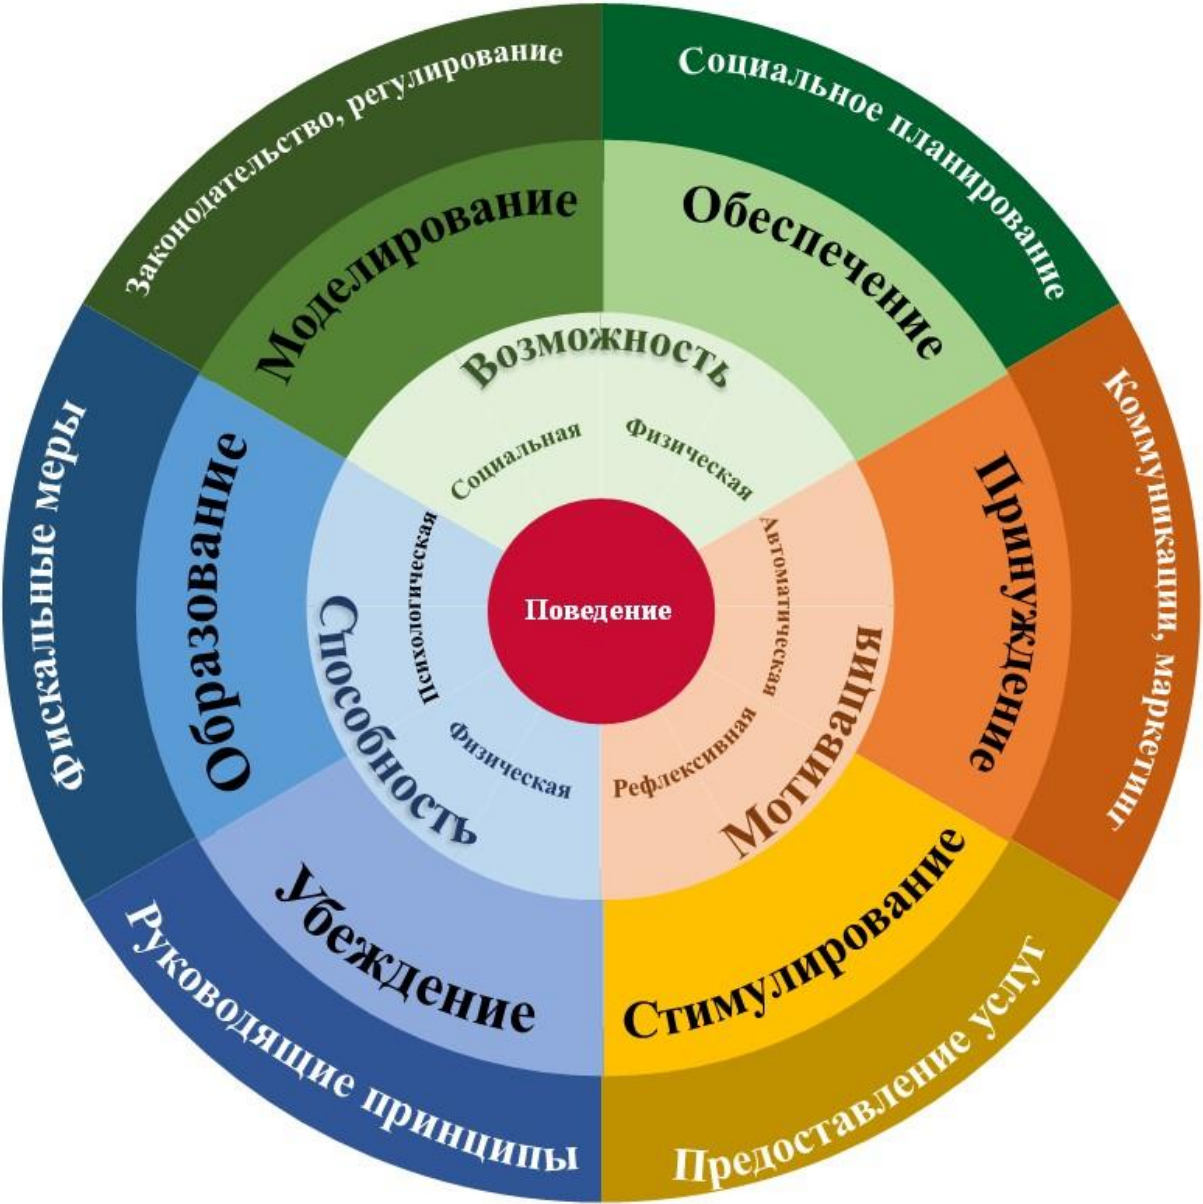 Законодательство, регулирование
Социальное планирование
Коммуникации, маркетинг
Предоставление услуг
Руководящие принципы
Фискальные меры
Моделирование
Обеспечение
Принуждение
Стимулирование
Убеждение
Образование
Возможность
Социальная
Физическая
Мотивация
Автоматическая
Рефлексивная
Способность
Физическая
Психологическая
Поведение